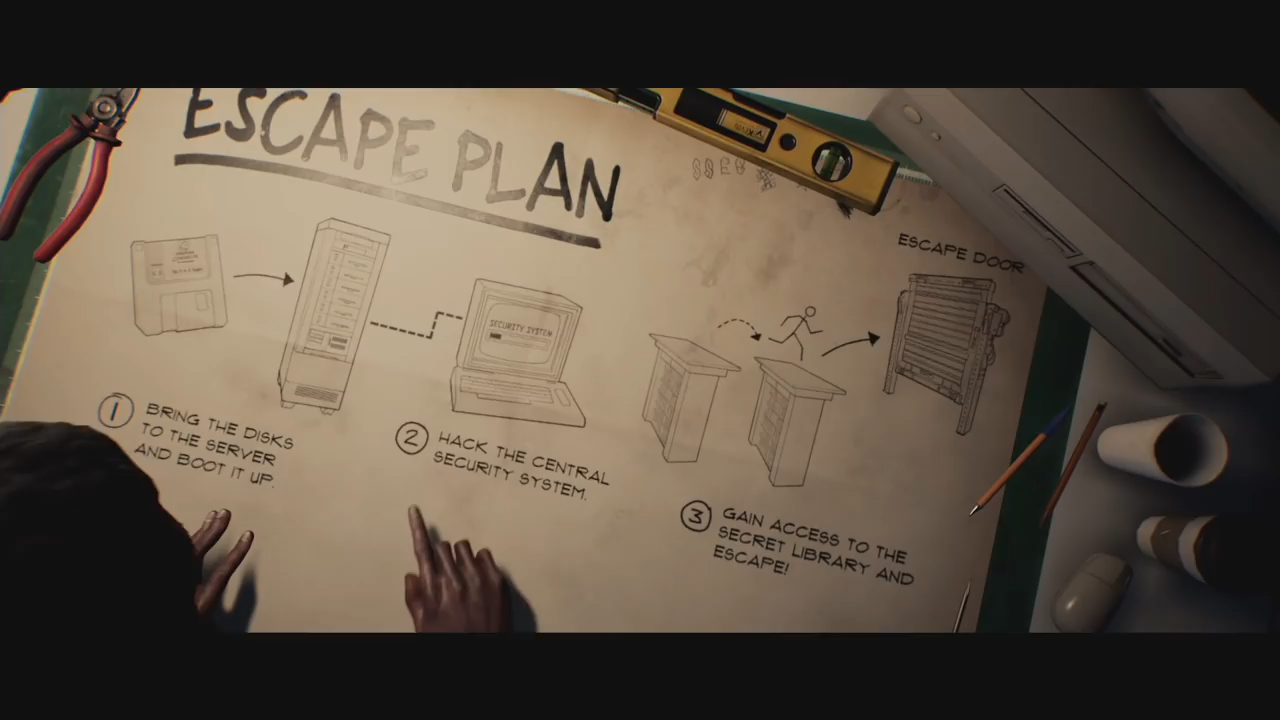 ESCAPE PLAN
ESCAPE DOOR
SECURITY SYSTEM
1
BRING THE DISKS
TO THE SERVER
AND BOOT IT UP.
2
HACK THE CENTRAL
SECURITY SYSTEM.
3
GAIN ACCESS TO THE
SECRET LIBRARY AND
ESCAPE!